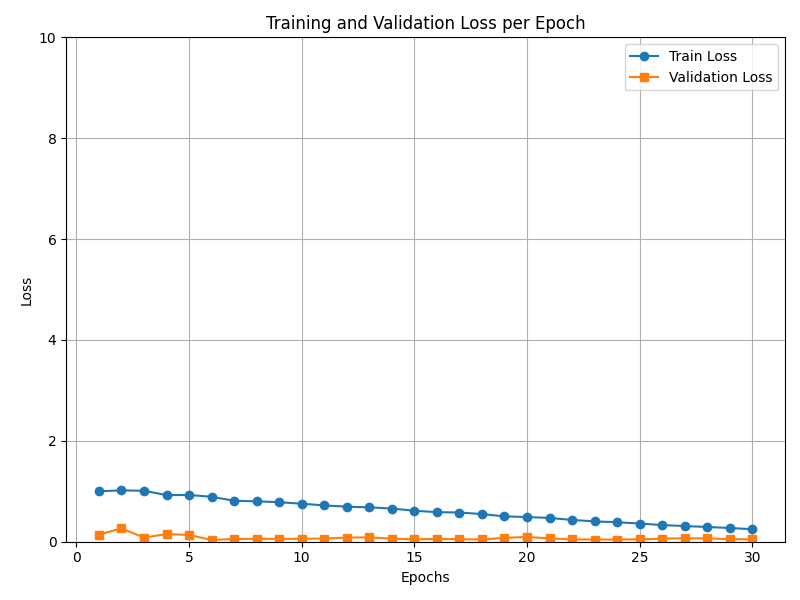 Training and Validation Loss per Epoch
Train Loss
Validation Loss
10
8
6
4
2
0
Loss
0 5 10 15 20 25 30
Epochs